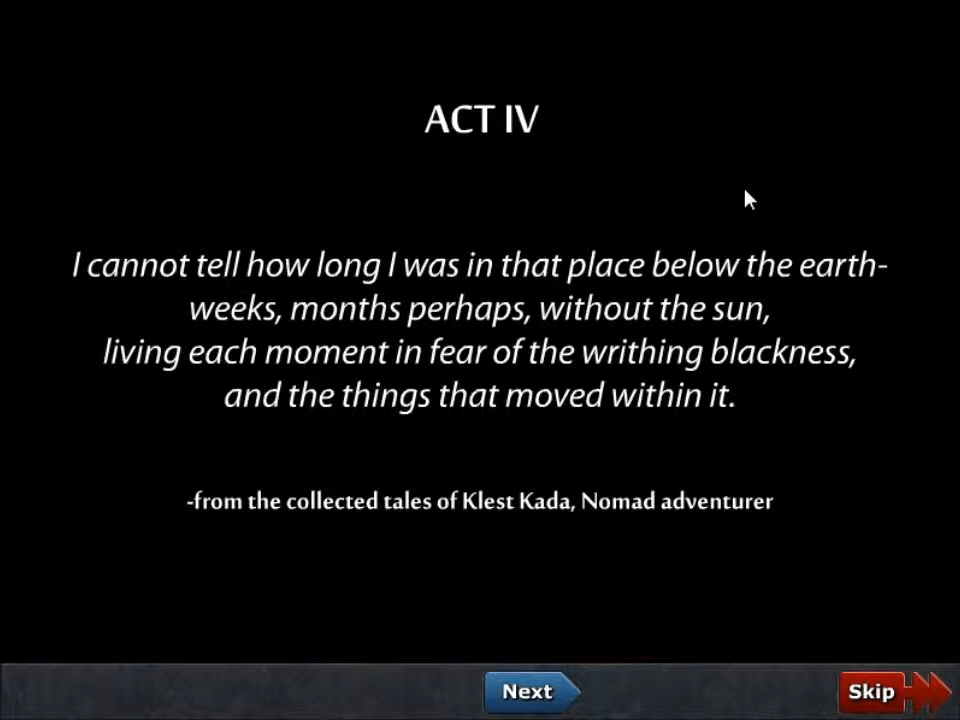 ACT IV
I cannot tell how long I was in that place below the earth-
weeks, months perhaps, without the sun,
living each moment in fear of the writhing blackness,
and the things that moved within it.
-from the collected tales of Klest Kada, Nomad adventurer
Next
Skip